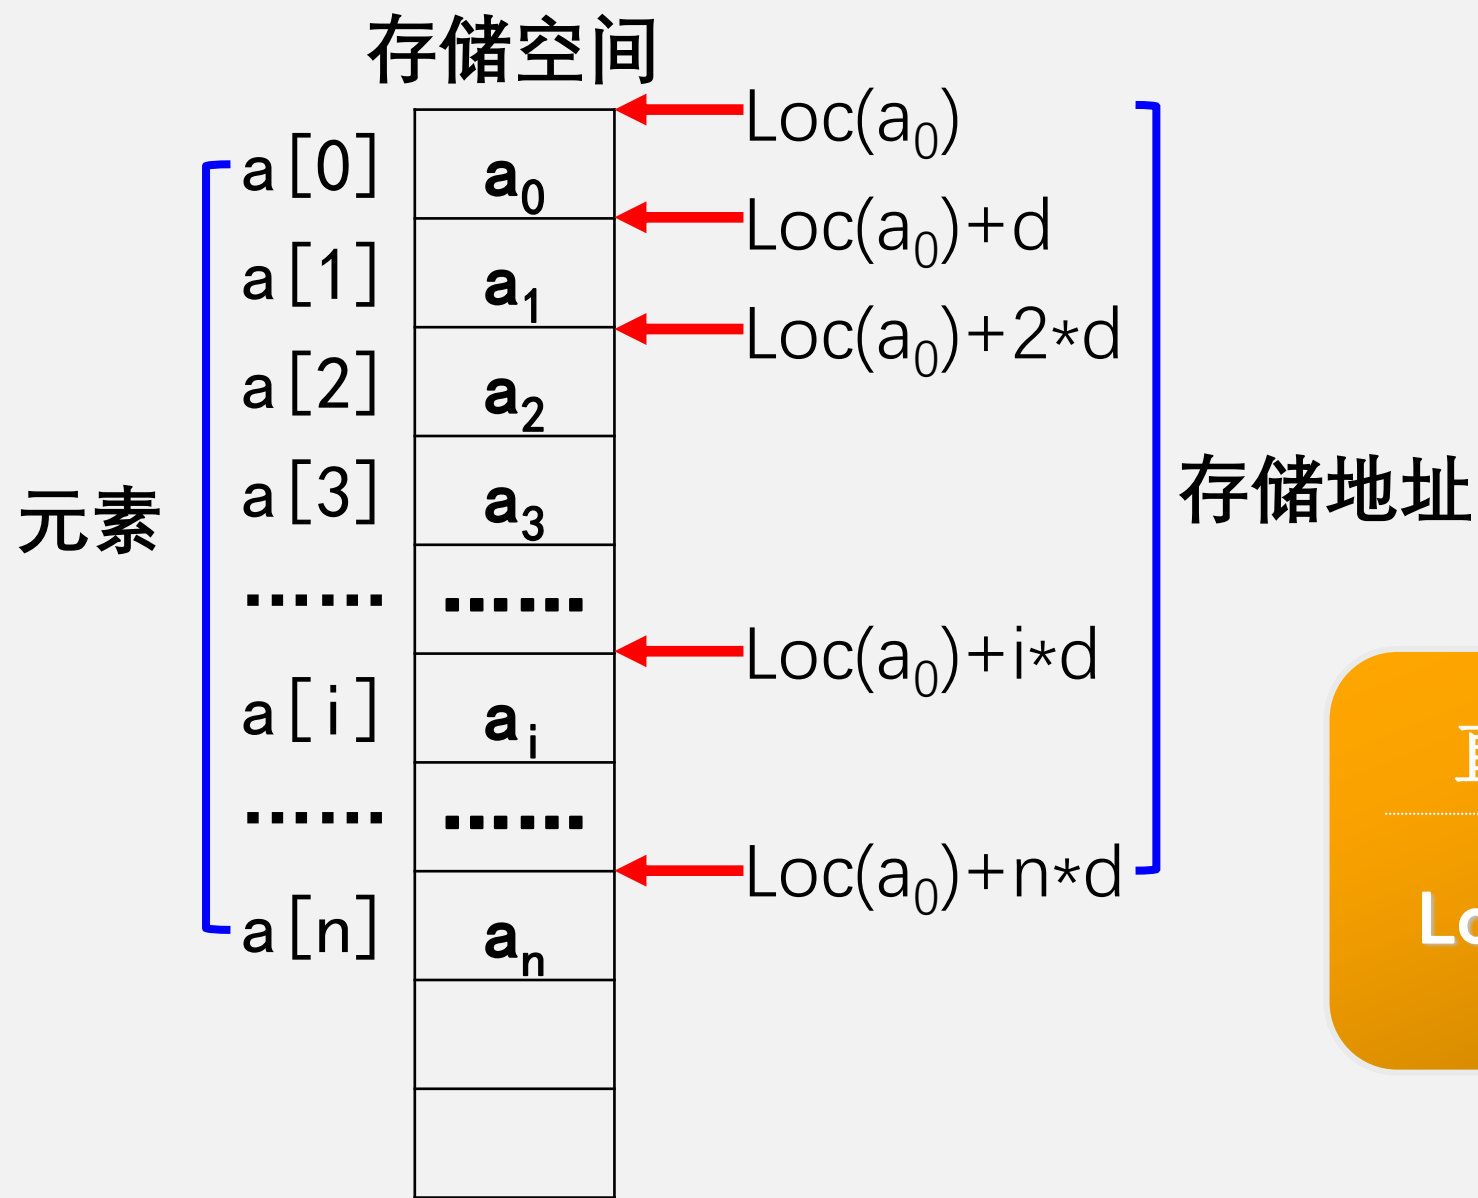 存储空间
a[0] a₀ Loc(a₀)
a[1] a₁ Loc(a₀)+d
a[2] a₂ Loc(a₀)+2*d
a[3] a₃
元素
存储地址
...... ......
a[i] aᵢ Loc(a₀)+i*d
...... ......
a[n] aₙ Loc(a₀)+n*d